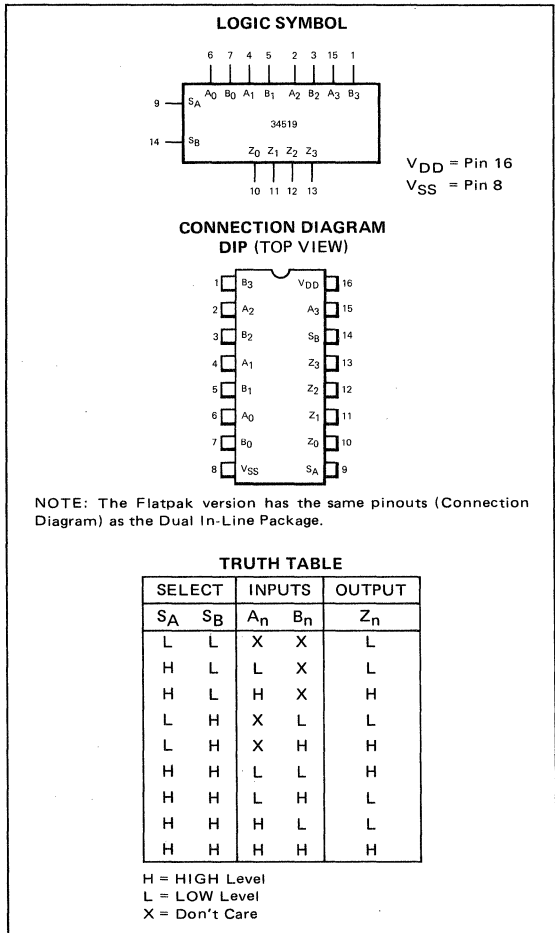 LOGIC SYMBOL
6 7 4 5 2 3 15 1
A0 B0 A1 B1 A2 B2 A3 B3
9 SA
34519
14 SB
Z0 Z1 Z2 Z3
10 11 12 13
VDD = Pin 16
VSS = Pin 8
CONNECTION DIAGRAM
DIP (TOP VIEW)
1 B3 VDD 16
2 A2 A3 15
3 B2 SB 14
4 A1 Z3 13
5 B1 Z2 12
6 A0 Z1 11
7 B0 Z0 10
8 VSS SA 9
NOTE: The Flatpak version has the same pinouts (Connection
Diagram) as the Dual In-Line Package.
TRUTH TABLE
SELECT INPUTS OUTPUT
SA SB An Bn Zn
L L X X L
H L L X L
H L H X H
L H X L L
L H X H H
H H L L H
H H L H L
H H H L L
H H H H H
H = HIGH Level
L = LOW Level
X = Don't Care